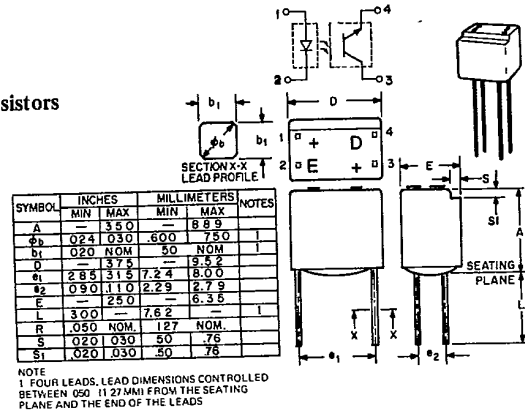 1 4
2 3
sistors
b1 D
Φb b1 1 + D 4
2 E + 3 E S
SECTION X-X
LEAD PROFILE
S1 A
SYMBOL INCHES MILLIMETERS NOTES
MIN MAX MIN MAX
A — .350 — 8.89
Φb .024 .030 .600 .750 1
b1 .020 NOM .50 NOM 1
D — .375 — 9.52
e1 .285 .315 7.24 8.00
e2 .090 .110 2.29 2.79
E — .250 — 6.35
L .300 — 7.62 — 1
R .050 NOM. 1.27 NOM.
S .020 .030 .50 .76
S1 .020 .030 .50 .76
SEATING
PLANE
L
X X
e1 e2
NOTE
1 FOUR LEADS. LEAD DIMENSIONS CONTROLLED
BETWEEN .050 (1.27 MM) FROM THE SEATING
PLANE AND THE END OF THE LEADS